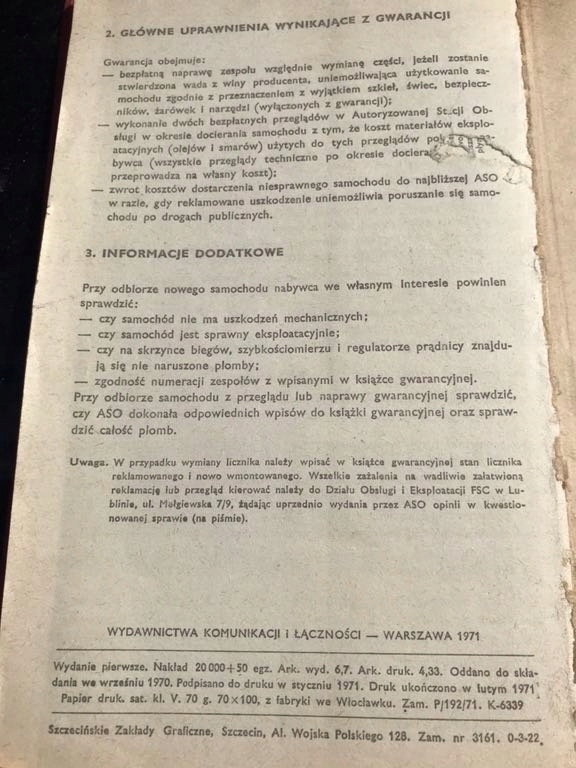 2. GŁÓWNE UPRAWNIENIA WYNIKAJĄCE Z GWARANCJI
Gwarancja obejmuje:
— bezpłatną naprawę zespołu względnie wymianę części, jeżeli zostanie
stwierdzona wada z winy producenta, uniemożliwiająca użytkowanie sa-
mochodu zgodnie z przeznaczeniem z wyjątkiem szkieł, świec, bezpiecz-
ników, żarówek i narzędzi (wyłączonych z gwarancji);
— wykonanie dwóch bezpłatnych przeglądów w Autoryzowanej St cji Ob-
sługi w okresie docierania samochodu z tym, że koszt materiałów eksplo-
atacyjnych (olejów i smarów) użytych do tych przeglądów po
bywca (wszystkie przeglądy techniczne po okresie dociera
przeprowadza na własny koszt);
— zwrot kosztów dostarczenia niesprawnego samochodu do najbliższej ASO
w razie, gdy reklamowane uszkodzenie uniemożliwia poruszanie się samo-
chodu po drogach publicznych.
3. INFORMACJE DODATKOWE
Przy odbiorze nowego samochodu nabywca we własnym interesie powinien
sprawdzić:
— czy samochód nie ma uszkodzeń mechanicznych;
— czy samochód jest sprawny eksploatacyjnie;
— czy na skrzynce biegów, szybkościomierzu i regulatorze prądnicy znajdu-
ją się nie naruszone plomby;
— zgodność numeracji zespołów z wpisanymi w książce gwarancyjnej.
Przy odbiorze samochodu z przeglądu lub naprawy gwarancyjnej sprawdzić,
czy ASO dokonała odpowiednich wpisów do książki gwarancyjnej oraz spraw-
dzić całość plomb.
Uwaga. W przypadku wymiany licznika należy wpisać w książce gwarancyjnej stan licznika
reklamowanego i nowo wmontowanego. Wszelkie zażalenia na wadliwie załatwioną
reklamację lub przegląd kierować należy do Działu Obsługi i Eksploatacji FSC w Lu-
blinie, ul. Mełgiewska 7/9, żądając uprzednio wydania przez ASO opinii w kwestio-
nowanej sprawie (na piśmie).
WYDAWNICTWA KOMUNIKACJI i ŁĄCZNOŚCI — WARSZAWA 1971
Wydanie pierwsze. Nakład 20 000+50 egz. Ark. wyd. 6,7. Ark. druk. 4,33. Oddano do skła-
dania we wrześniu 1970. Podpisano do druku w styczniu 1971. Druk ukończono w lutym 1971
Papier druk. sat. kl. V. 70 g. 70×100, z fabryki we Włocławku. Zam. P/192/71. K-6339
Szczecińskie Zakłady Graficzne, Szczecin, Al. Wojska Polskiego 128. Zam. nr 3161. 0-3-22.